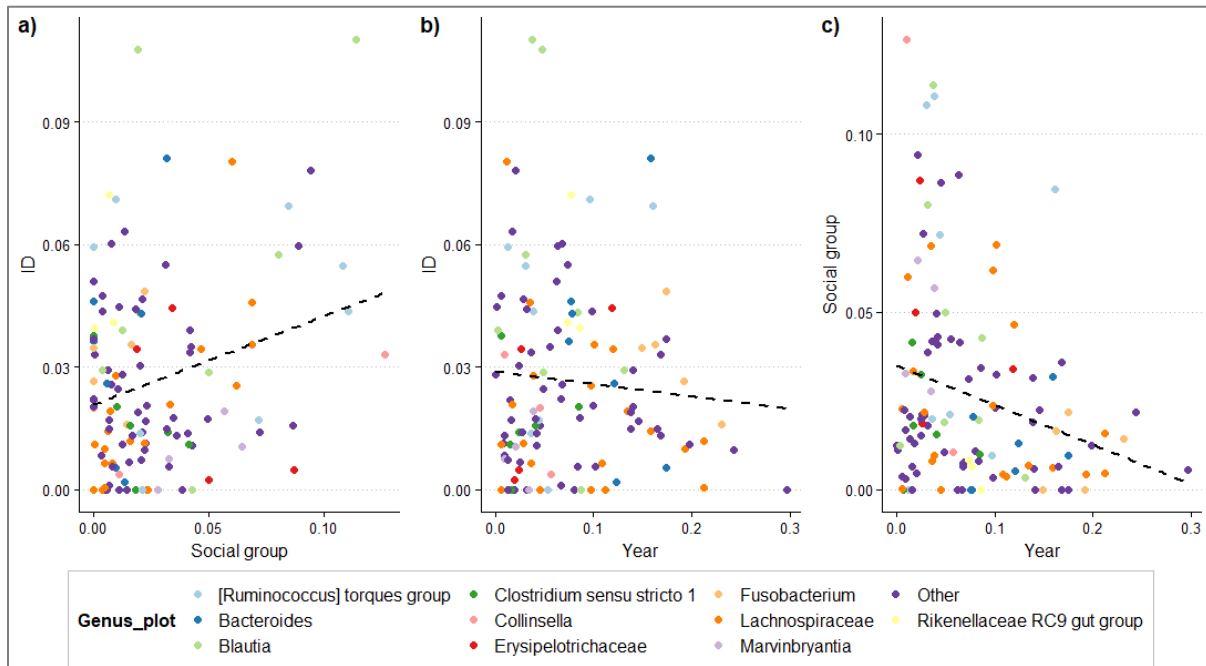 a)
b)
c)
0.09
0.06
0.03
0.00
ID
0.00
0.05
0.10
Social group
0.09
0.06
0.03
0.00
ID
0.0
0.1
0.2
0.3
Year
0.10
0.05
0.00
Social group
0.0
0.1
0.2
0.3
Year
Genus_plot
[Ruminococcus] torques group
Bacteroides
Blautia
Clostridium sensu stricto 1
Collinsella
Erysipelotrichaceae
Fusobacterium
Lachnospiraceae
Marvinbryantia
Other
Rikenellaceae RC9 gut group